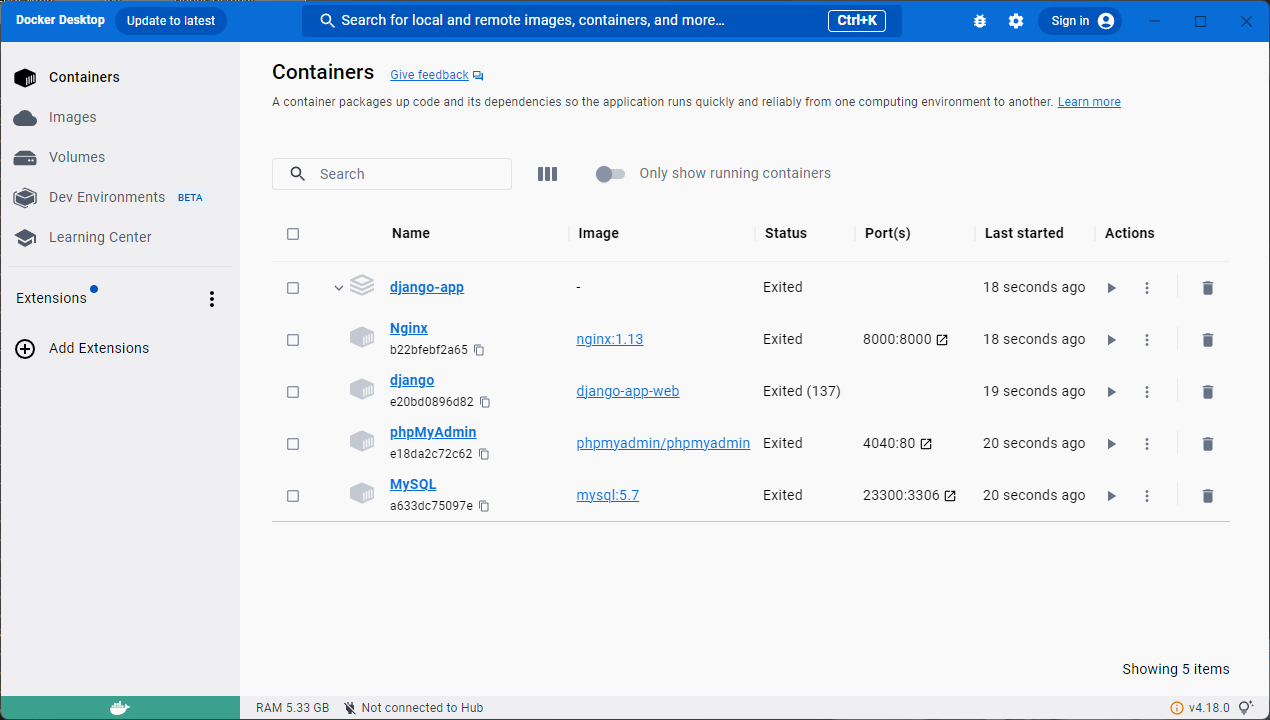 Docker Desktop Update to latest Search for local and remote images, containers, and more... Ctrl+K Sign in
Containers
Images
Volumes
Dev Environments BETA
Learning Center
Extensions
Add Extensions
Containers Give feedback
A container packages up code and its dependencies so the application runs quickly and reliably from one computing environment to another. Learn more
Search Only show running containers
Name Image Status Port(s) Last started Actions
django-app - Exited 18 seconds ago
Nginx
b22bfebf2a65 nginx:1.13 Exited 8000:8000 18 seconds ago
django
e20bd0896d82 django-app-web Exited (137) 19 seconds ago
phpMyAdmin
e18da2c72c62 phpmyadmin/phpmyadmin Exited 4040:80 20 seconds ago
MySQL
a633dc75097e mysql:5.7 Exited 23300:3306 20 seconds ago
Showing 5 items
RAM 5.33 GB Not connected to Hub v4.18.0